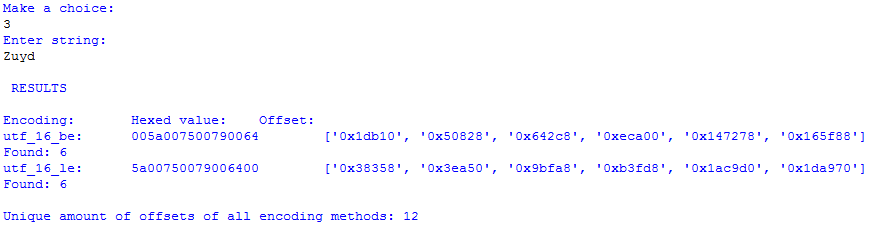 Make a choice:
3
Enter string:
Zuyd
RESULTS
Encoding: Hexed value: Offset:
utf_16_be: 005a007500790064 ['0x1db10', '0x50828', '0x642c8', '0xeca00', '0x147278', '0x165f88']
Found: 6
utf_16_le: 5a00750079006400 ['0x38358', '0x3ea50', '0x9bfa8', '0xb3fd8', '0x1ac9d0', '0x1da970']
Found: 6
Unique amount of offsets of all encoding methods: 12